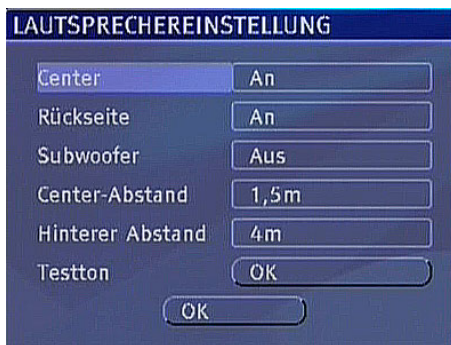 LAUTSPRECHEREINSTELLUNG
Center An
Rückseite An
Subwoofer Aus
Center-Abstand 1,5m
Hinterer Abstand 4m
Testton OK
OK